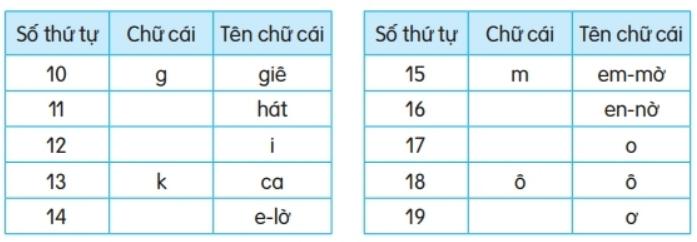 Số thứ tự Chữ cái Tên chữ cái
10 g giê
11 hát
12 i
13 k ca
14 e-lờ
Số thứ tự Chữ cái Tên chữ cái
15 m em-mờ
16 en-nờ
17 o
18 ô ô
19 ơ